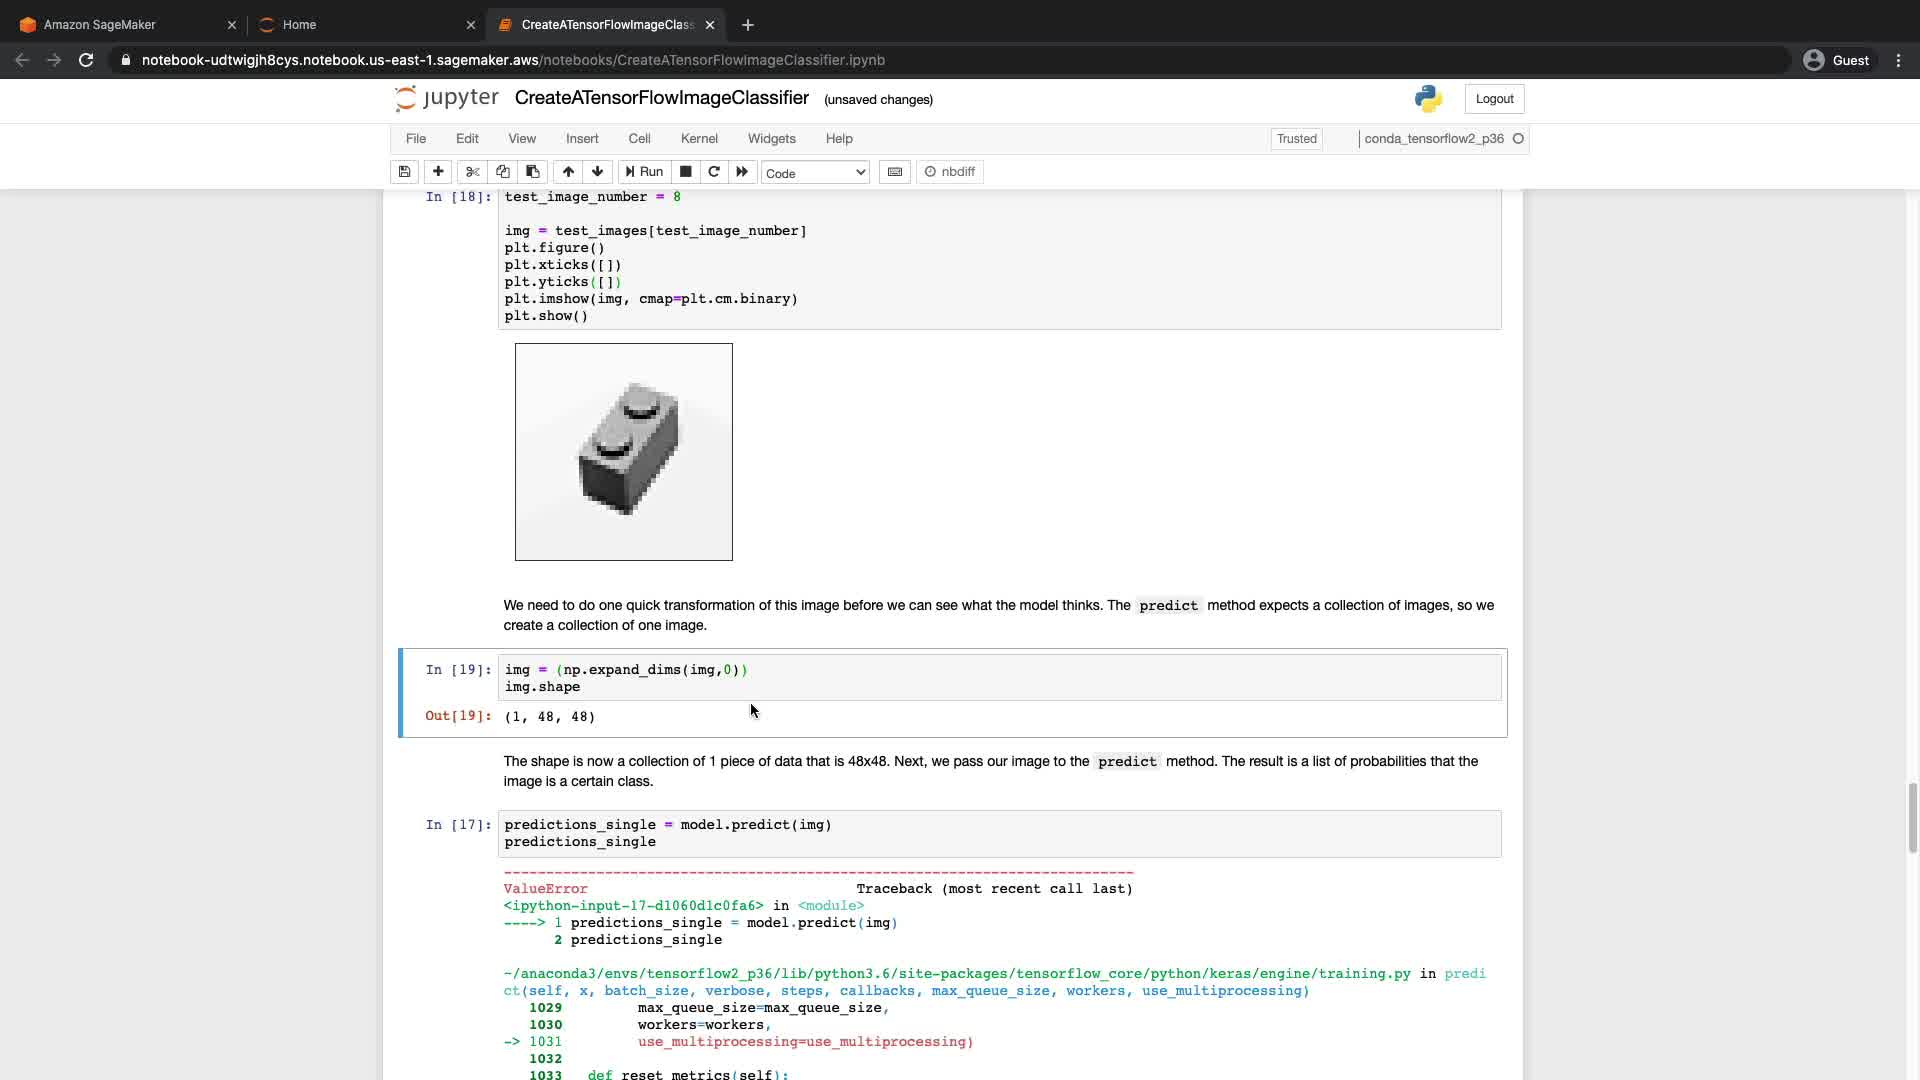 Amazon SageMaker
Home
CreateATensorFlowImageClass
notebook-udtwigjh8cys.notebook.us-east-1.sagemaker.aws/notebooks/CreateATensorFlowImageClassifier.ipynb
Guest
jupyter CreateATensorFlowImageClassifier (unsaved changes)
Logout
File Edit View Insert Cell Kernel Widgets Help
Trusted
conda_tensorflow2_p36
Run
Code
nbdiff
In [18]: test_image_number = 8
img = test_images[test_image_number]
plt.figure()
plt.xticks([])
plt.yticks([])
plt.imshow(img, cmap=plt.cm.binary)
plt.show()
We need to do one quick transformation of this image before we can see what the model thinks. The predict method expects a collection of images, so we
create a collection of one image.
In [19]: img = (np.expand_dims(img,0))
img.shape
Out[19]: (1, 48, 48)
The shape is now a collection of 1 piece of data that is 48x48. Next, we pass our image to the predict method. The result is a list of probabilities that the
image is a certain class.
In [17]: predictions_single = model.predict(img)
predictions_single
---------------------------------------------------------------------------
ValueError Traceback (most recent call last)
<ipython-input-17-d1060d1c0fa6> in <module>
----> 1 predictions_single = model.predict(img)
2 predictions_single
~/anaconda3/envs/tensorflow2_p36/lib/python3.6/site-packages/tensorflow_core/python/keras/engine/training.py in predi
ct(self, x, batch_size, verbose, steps, callbacks, max_queue_size, workers, use_multiprocessing)
1029 max_queue_size=max_queue_size,
1030 workers=workers,
-> 1031 use_multiprocessing=use_multiprocessing)
1032
1033 def reset_metrics(self):